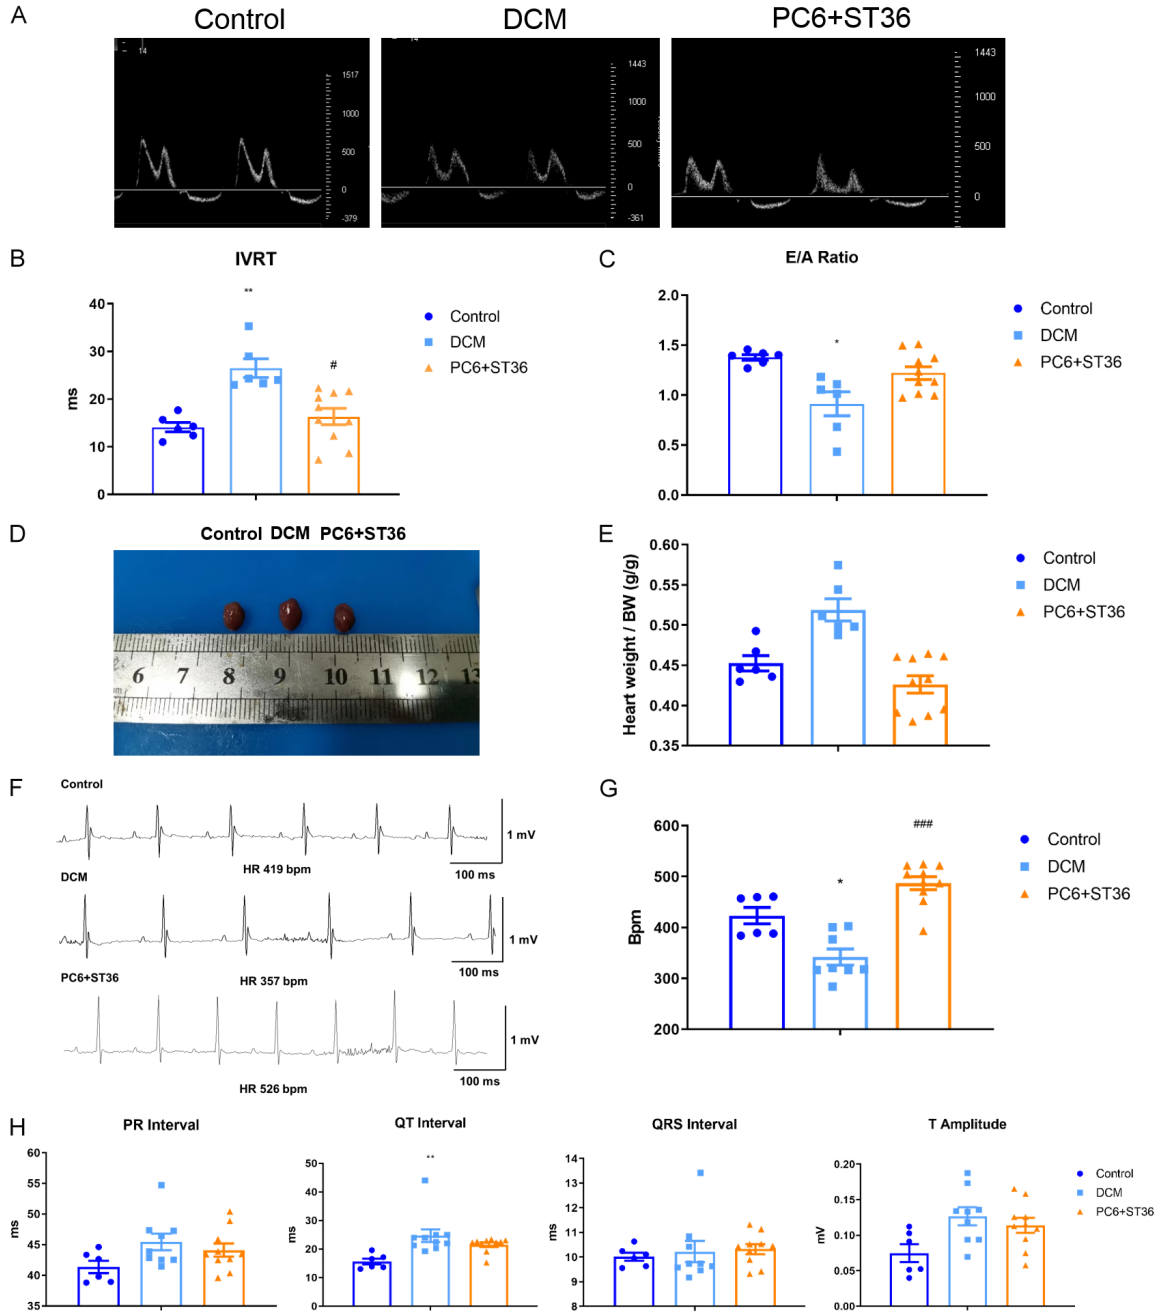 A
Control
DCM
PC6+ST36
14
1517
1000
500
0
-379
14
1443
1000
500
0
-361
1443
1000
500
0
B
IVRT
**
#
40
30
20
10
0
ms
Control
DCM
PC6+ST36
C
E/A Ratio
*
2.0
1.5
1.0
0.5
0.0
Control
DCM
PC6+ST36
D
Control DCM PC6+ST36
6 7 8 9 10 11 12 13
E
0.60
0.55
0.50
0.45
0.40
0.35
Heart weight / BW (g/g)
Control
DCM
PC6+ST36
F
Control
1 mV
HR 419 bpm
100 ms
DCM
1 mV
HR 357 bpm
100 ms
PC6+ST36
1 mV
HR 526 bpm
100 ms
G
###
*
600
500
400
300
200
Bpm
Control
DCM
PC6+ST36
H
PR Interval
60
55
50
45
40
35
ms
QT Interval
**
50
40
30
20
10
0
ms
QRS Interval
14
13
12
11
10
9
8
ms
T Amplitude
0.20
0.15
0.10
0.05
0.00
mV
Control
DCM
PC6+ST36